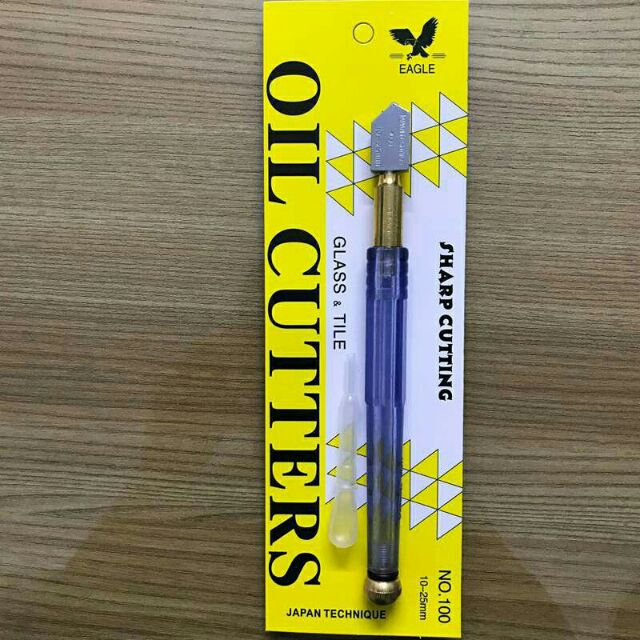 EAGLE
OIL CUTTERS
GLASS & TILE
SHARP CUTTING
NO.100
10-25mm
JAPAN TECHNIQUE